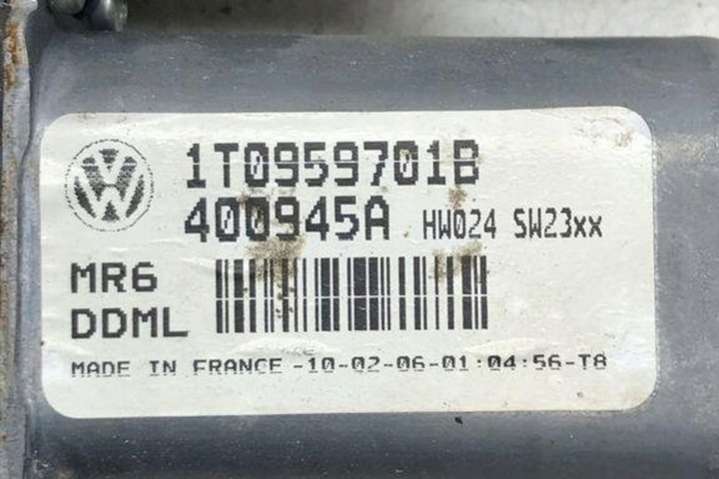 1T0959701B
400945A HW024 SW23xx
MR6
DDML
MADE IN FRANCE -10-02-06-01:04:56-T8